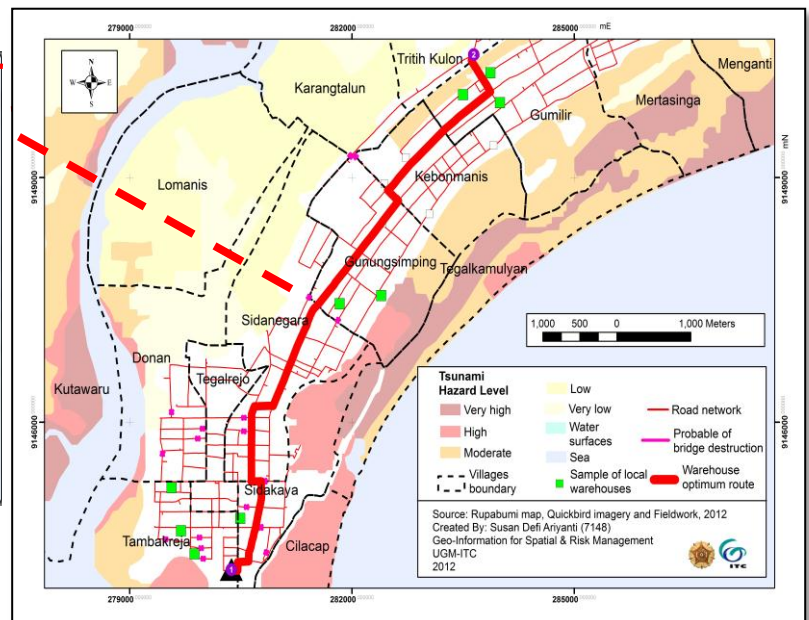 279000
282000
285000
mE
N
W
E
S
Tritih Kulon
Menganti
Karangtalun
Mertasinga
Gumilir
mN
9149000
9149000
Lomanis
Kebonmanis
Gunungsimping
Tegalkamulyan
Sidanegara
1,000 500 0 1,000 Meters
Donan
Tegalrejo
Kutawaru
Tsunami
Hazard Level
Very high
High
Moderate
Villages
boundary
Low
Very low
Water
surfaces
Sea
Sample of local
warehouses
Road network
Probable of
bridge destruction
Warehouse
optimum route
9146000
9146000
Sidakaya
Tambakreja
Cilacap
Source: Rupabumi map, Quickbird imagery and Fieldwork, 2012
Created By: Susan Defi Ariyanti (7148)
Geo-Information for Spatial & Risk Management
UGM-ITC
2012
ITC
1
2
279000
282000
285000